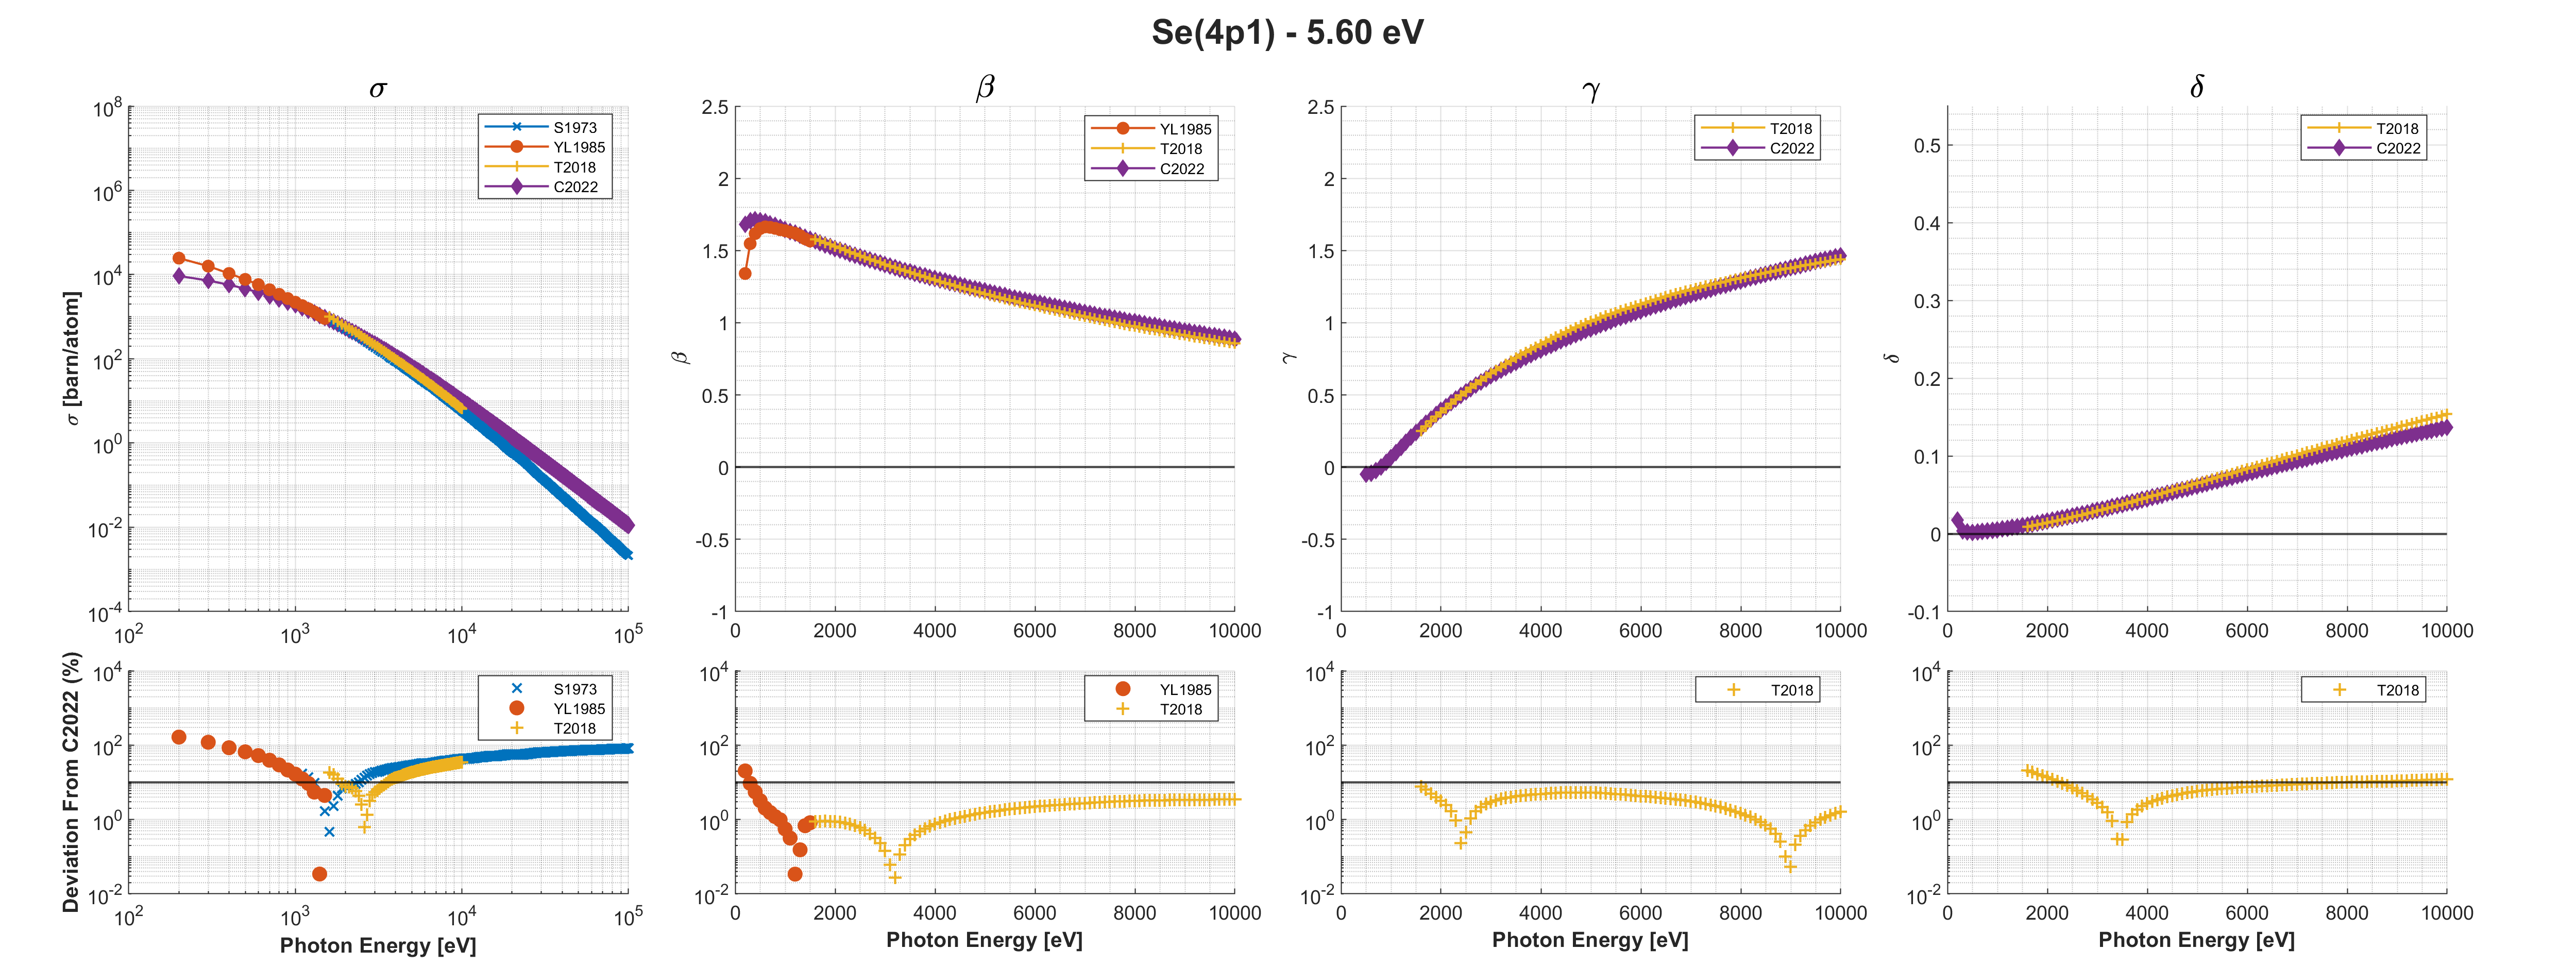 Se(4p1) - 5.60 eV
σ
10^8
10^6
10^4
10^2
10^0
10^-2
10^-4
10^2
10^3
10^4
10^5
σ [barn/atom]
S1973
YL1985
T2018
C2022
β
2.5
2
1.5
1
0.5
0
-0.5
-1
0
2000
4000
6000
8000
10000
β
YL1985
T2018
C2022
γ
2.5
2
1.5
1
0.5
0
-0.5
-1
0
2000
4000
6000
8000
10000
γ
T2018
C2022
δ
0.5
0.4
0.3
0.2
0.1
0
-0.1
0
2000
4000
6000
8000
10000
δ
T2018
C2022
Deviation From C2022 (%)
10^4
10^2
10^0
10^-2
10^2
10^3
10^4
10^5
Photon Energy [eV]
S1973
YL1985
T2018
10^4
10^2
10^0
10^-2
0
2000
4000
6000
8000
10000
Photon Energy [eV]
YL1985
T2018
10^4
10^2
10^0
10^-2
0
2000
4000
6000
8000
10000
Photon Energy [eV]
T2018
10^4
10^2
10^0
10^-2
0
2000
4000
6000
8000
10000
Photon Energy [eV]
T2018